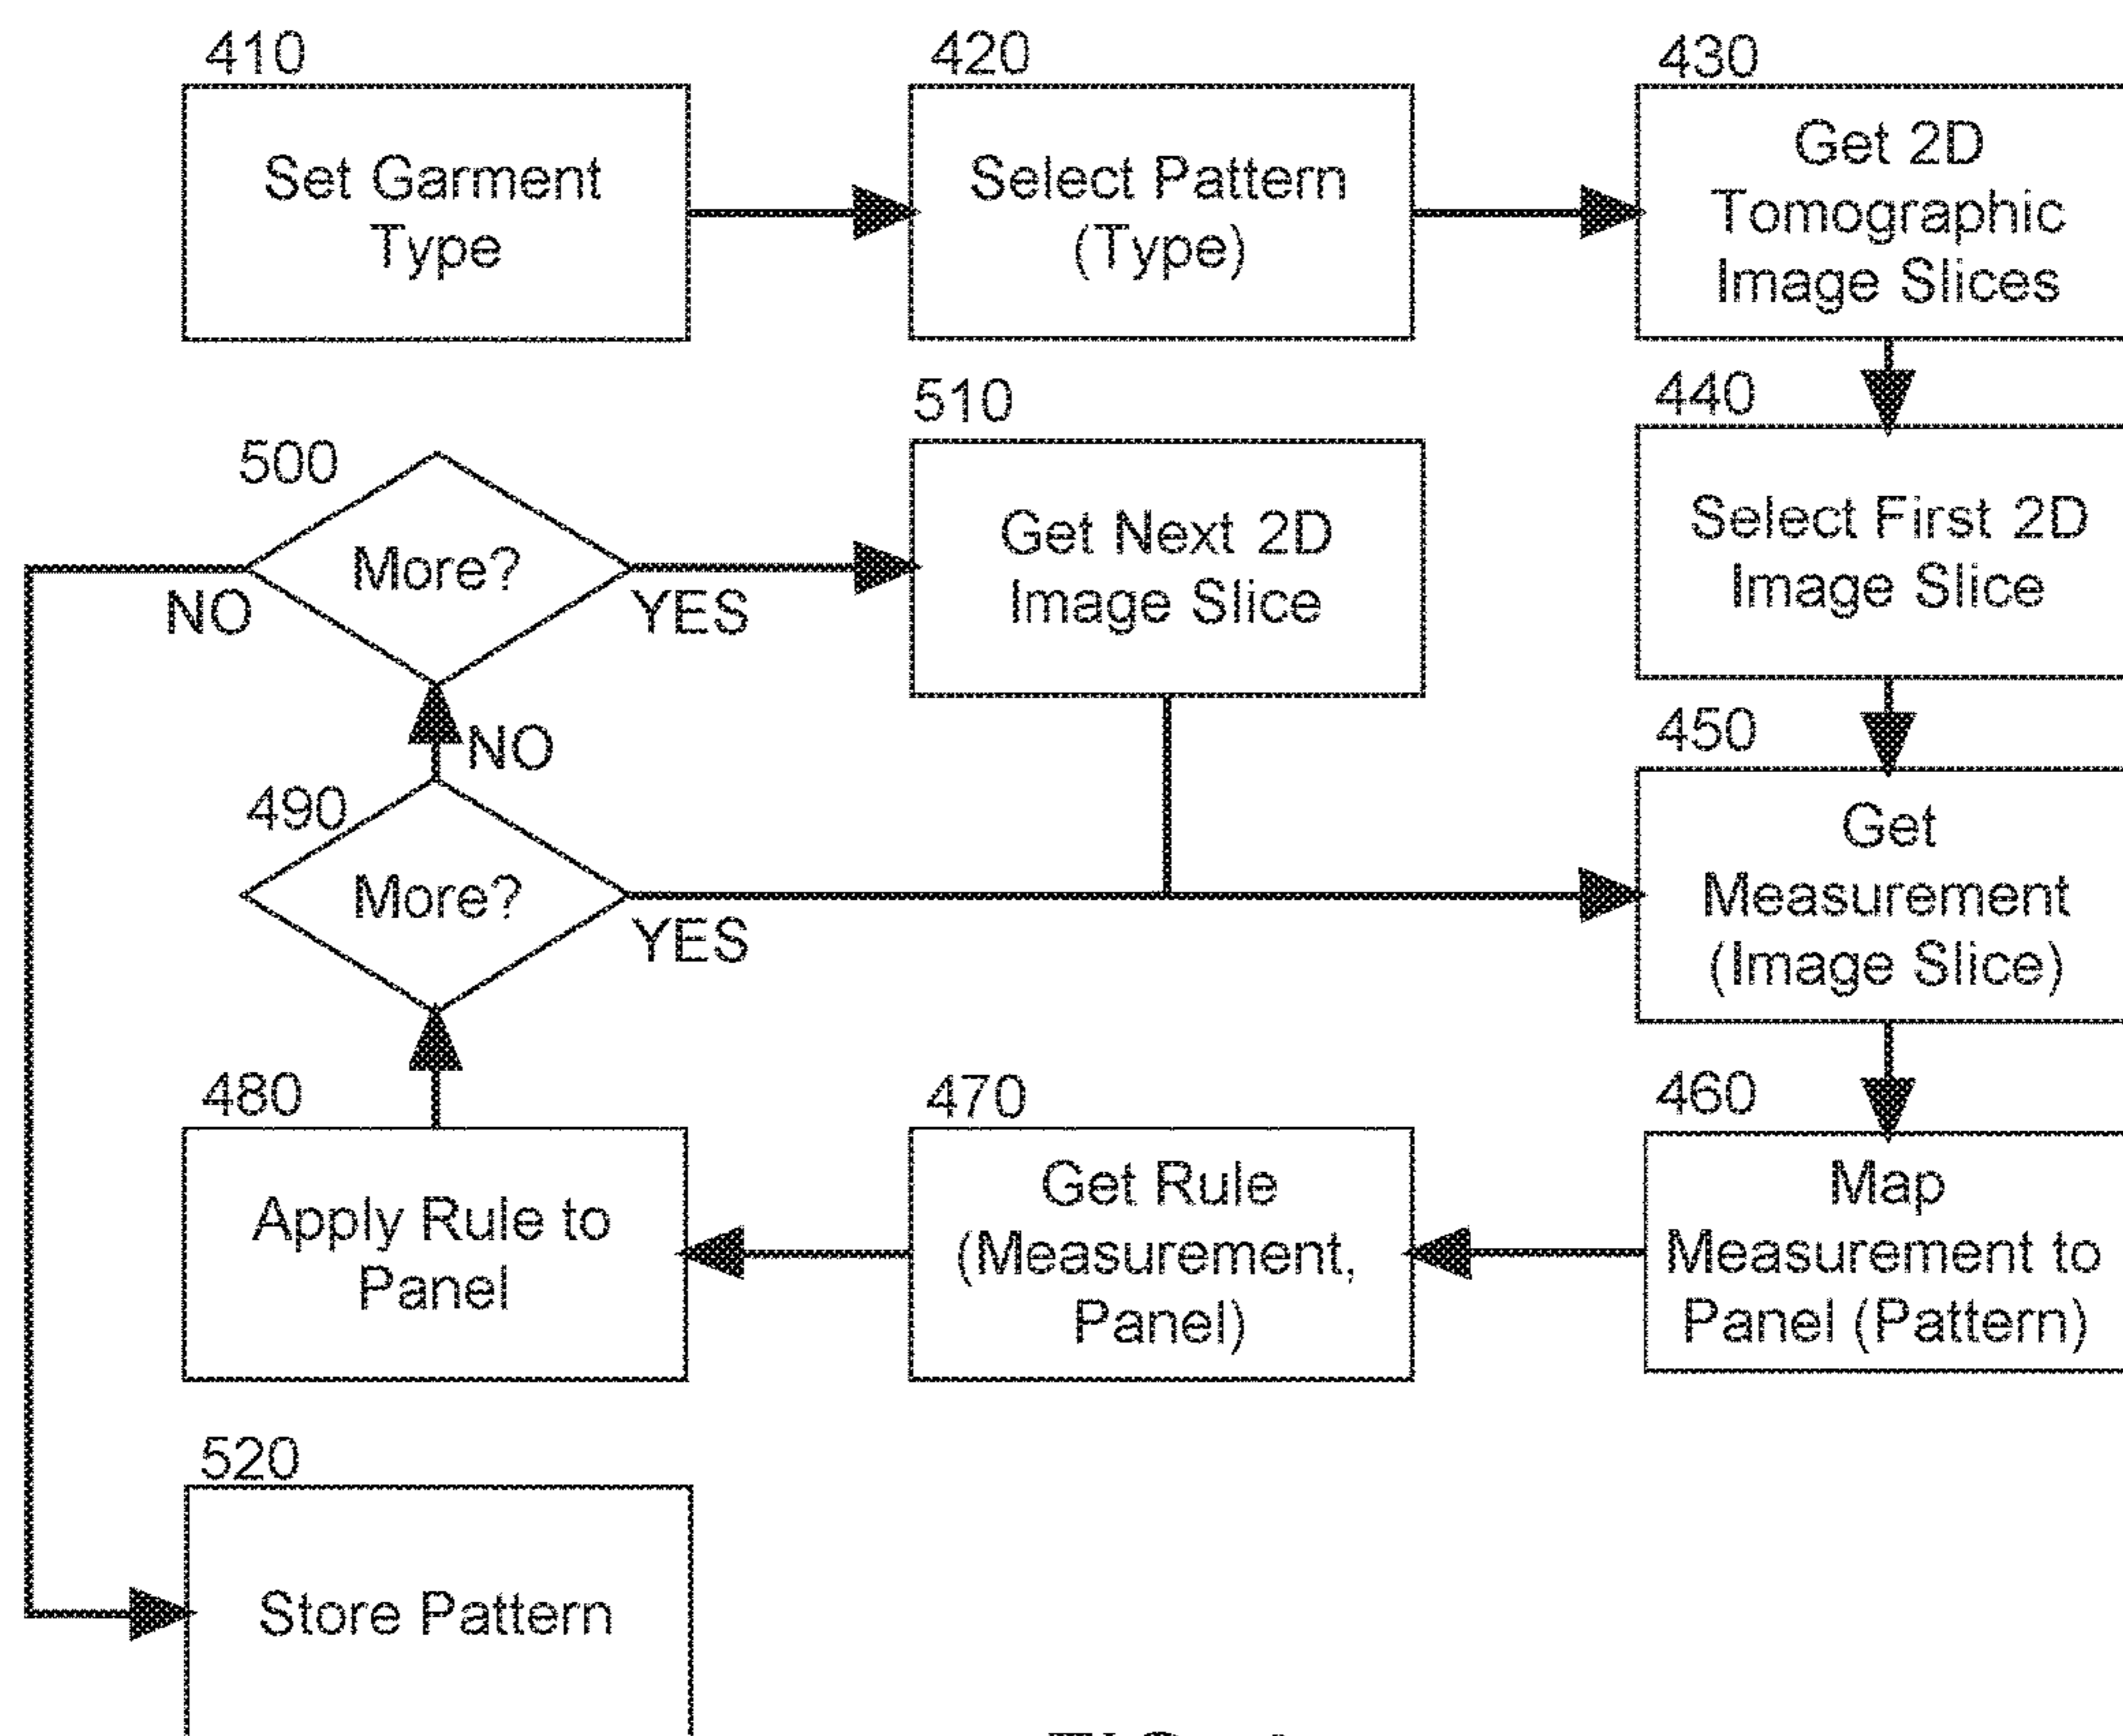 410
Set Garment
Type
420
Select Pattern
(Type)
430
Get 2D
Tomographic
Image Slices
440
Select First 2D
Image Slice
500
More?
NO
YES
510
Get Next 2D
Image Slice
450
Get
Measurement
(Image Slice)
NO
490
More?
YES
460
Map
Measurement to
Panel (Pattern)
470
Get Rule
(Measurement,
Panel)
480
Apply Rule to
Panel
520
Store Pattern